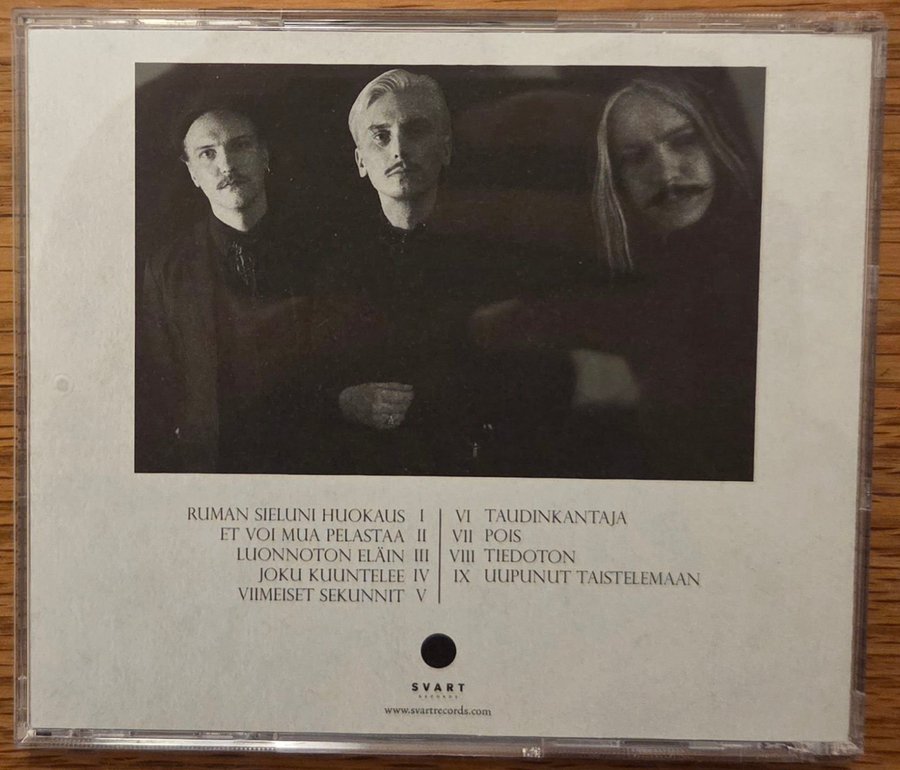 RUMAN SIELUNI HUOKAUS I
ET VOI MUA PELASTAA II
LUONNOTON ELÄIN III
JOKU KUUNTELEE IV
VIIMEISET SEKUNNIT V
VI TAUDINKANTAJA
VII POIS
VIII TIEDOTON
IX UUPUNUT TAISTELEMAAN
SVART
RECORDS
www.svartrecords.com